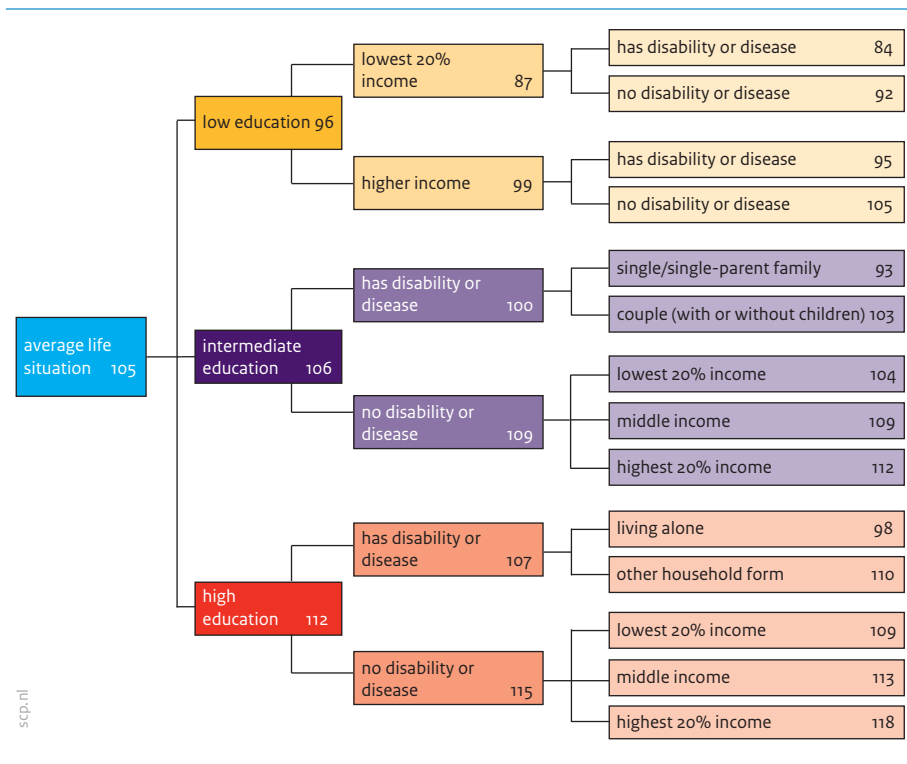 average life
situation 105
low education 96
lowest 20%
income 87
has disability or disease 84
no disability or disease 92
higher income 99
has disability or disease 95
no disability or disease 105
intermediate
education 106
has disability or
disease 100
single/single-parent family 93
couple (with or without children) 103
no disability or
disease 109
lowest 20% income 104
middle income 109
highest 20% income 112
high
education 112
has disability or
disease 107
living alone 98
other household form 110
no disability or
disease 115
lowest 20% income 109
middle income 113
highest 20% income 118
scp.nl